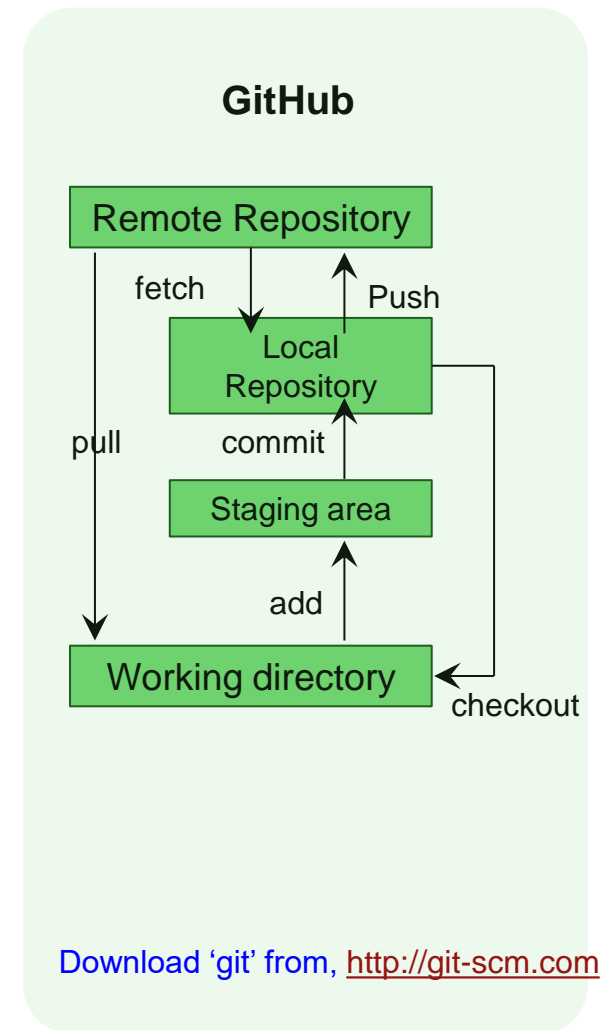 GitHub
Remote Repository
fetch
Push
Local
Repository
pull
commit
Staging area
add
Working directory
checkout
Download ‘git’ from, http://git-scm.com